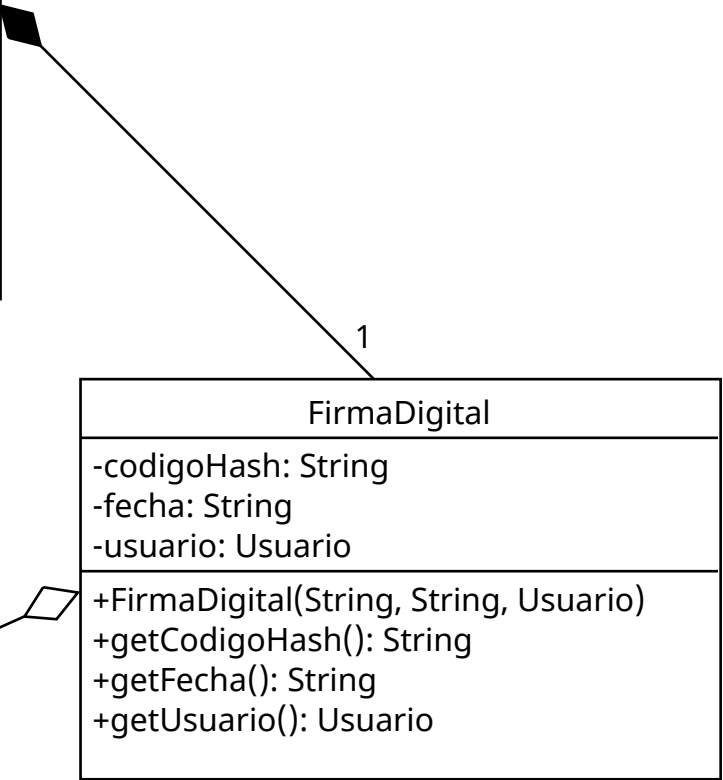 1
FirmaDigital
-codigoHash: String
-fecha: String
-usuario: Usuario
+FirmaDigital(String, String, Usuario)
+getCodigoHash(): String
+getFecha(): String
+getUsuario(): Usuario